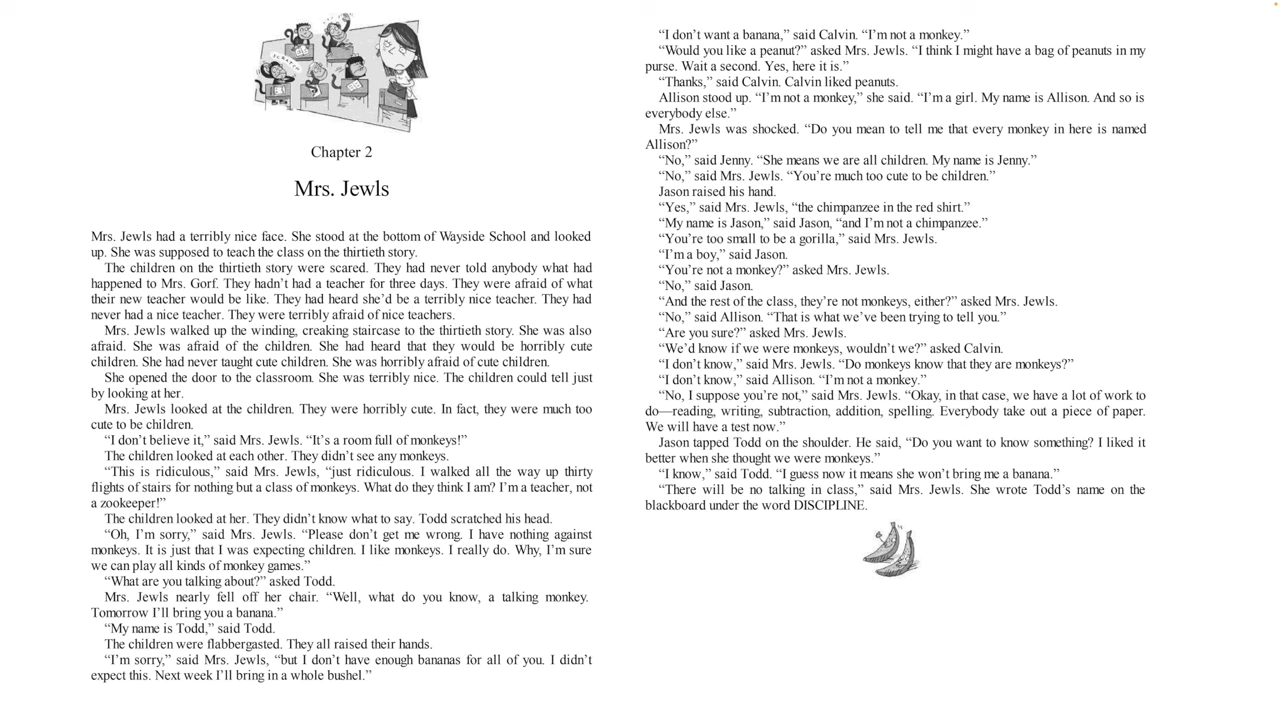 Chapter 2
Mrs. Jewls
Mrs. Jewls had a terribly nice face. She stood at the bottom of Wayside School and looked
up. She was supposed to teach the class on the thirtieth story.
The children on the thirtieth story were scared. They had never told anybody what had
happened to Mrs. Gorf. They hadn’t had a teacher for three days. They were afraid of what
their new teacher would be like. They had heard she’d be a terribly nice teacher. They had
never had a nice teacher. They were terribly afraid of nice teachers.
Mrs. Jewls walked up the winding, creaking staircase to the thirtieth story. She was also
afraid. She was afraid of the children. She had heard that they would be horribly cute
children. She had never taught cute children. She was horribly afraid of cute children.
She opened the door to the classroom. She was terribly nice. The children could tell just
by looking at her.
Mrs. Jewls looked at the children. They were horribly cute. In fact, they were much too
cute to be children.
“I don’t believe it,” said Mrs. Jewls. “It’s a room full of monkeys!”
The children looked at each other. They didn’t see any monkeys.
“This is ridiculous,” said Mrs. Jewls, “just ridiculous. I walked all the way up thirty
flights of stairs for nothing but a class of monkeys. What do they think I am? I’m a teacher, not
a zookeeper!”
The children looked at her. They didn’t know what to say. Todd scratched his head.
“Oh, I’m sorry,” said Mrs. Jewls. “Please don’t get me wrong. I have nothing against
monkeys. It is just that I was expecting children. I like monkeys. I really do. Why, I’m sure
we can play all kinds of monkey games.”
“What are you talking about?” asked Todd.
Mrs. Jewls nearly fell off her chair. “Well, what do you know, a talking monkey.
Tomorrow I’ll bring you a banana.”
“My name is Todd,” said Todd.
The children were flabbergasted. They all raised their hands.
“I’m sorry,” said Mrs. Jewls, “but I don’t have enough bananas for all of you. I didn’t
expect this. Next week I’ll bring in a whole bushel.”
“I don’t want a banana,” said Calvin. “I’m not a monkey.”
“Would you like a peanut?” asked Mrs. Jewls. “I think I might have a bag of peanuts in my
purse. Wait a second. Yes, here it is.”
“Thanks,” said Calvin. Calvin liked peanuts.
Allison stood up. “I’m not a monkey,” she said. “I’m a girl. My name is Allison. And so is
everybody else.”
Mrs. Jewls was shocked. “Do you mean to tell me that every monkey in here is named
Allison?”
“No,” said Jenny. “She means we are all children. My name is Jenny.”
“No,” said Mrs. Jewls. “You’re much too cute to be children.”
Jason raised his hand.
“Yes,” said Mrs. Jewls, “the chimpanzee in the red shirt.”
“My name is Jason,” said Jason, “and I’m not a chimpanzee.”
“You’re too small to be a gorilla,” said Mrs. Jewls.
“I’m a boy,” said Jason.
“You’re not a monkey?” asked Mrs. Jewls.
“No,” said Jason.
“And the rest of the class, they’re not monkeys, either?” asked Mrs. Jewls.
“No,” said Allison. “That is what we’ve been trying to tell you.”
“Are you sure?” asked Mrs. Jewls.
“We’d know if we were monkeys, wouldn’t we?” asked Calvin.
“I don’t know,” said Mrs. Jewls. “Do monkeys know that they are monkeys?”
“I don’t know,” said Allison. “I’m not a monkey.”
“No, I suppose you’re not,” said Mrs. Jewls. “Okay, in that case, we have a lot of work to
do—reading, writing, subtraction, addition, spelling. Everybody take out a piece of paper.
We will have a test now.”
Jason tapped Todd on the shoulder. He said, “Do you want to know something? I liked it
better when she thought we were monkeys.”
“I know,” said Todd. “I guess now it means she won’t bring me a banana.”
“There will be no talking in class,” said Mrs. Jewls. She wrote Todd’s name on the
blackboard under the word DISCIPLINE.